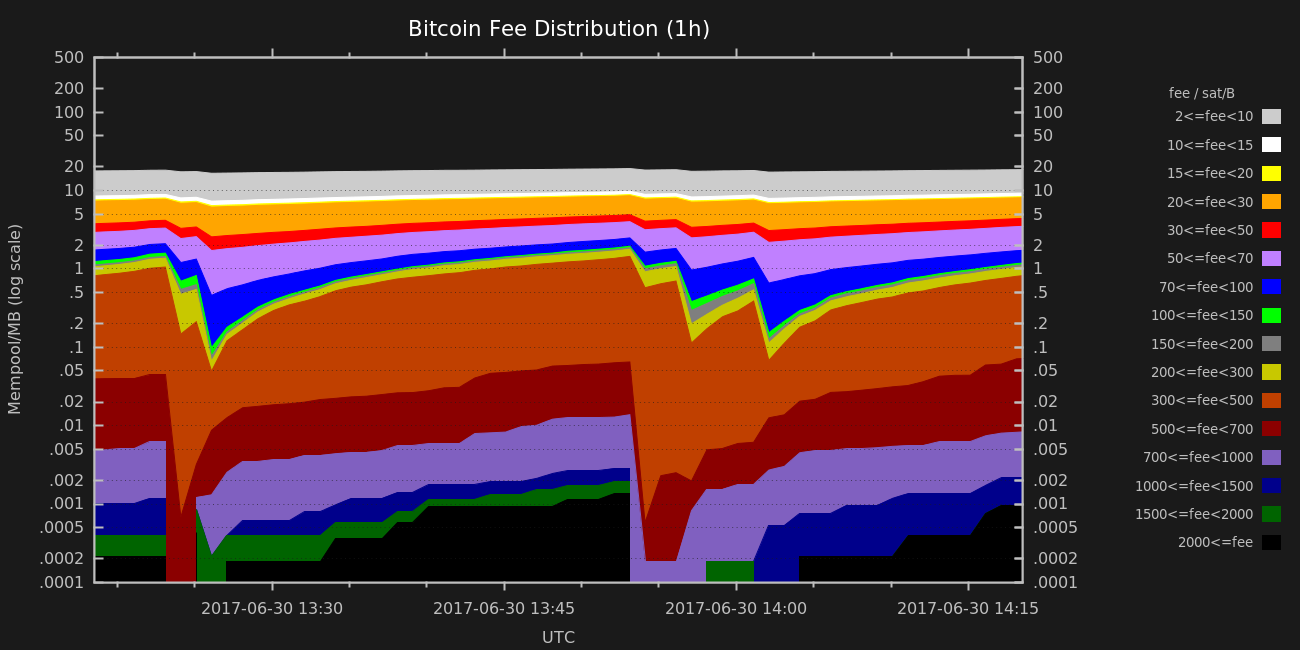 Bitcoin Fee Distribution (1h)
500 500
200 200
100 100
50 50
20 20
10 10
5 5
2 2
1 1
.5 .5
.2 .2
.1 .1
.05 .05
.02 .02
.01 .01
.005 .005
.002 .002
.001 .001
.0005 .0005
.0002 .0002
.0001 .0001
Mempool/MB (log scale)
2017-06-30 13:30 2017-06-30 13:45 2017-06-30 14:00 2017-06-30 14:15
UTC
fee / sat/B
2<=fee<10
10<=fee<15
15<=fee<20
20<=fee<30
30<=fee<50
50<=fee<70
70<=fee<100
100<=fee<150
150<=fee<200
200<=fee<300
300<=fee<500
500<=fee<700
700<=fee<1000
1000<=fee<1500
1500<=fee<2000
2000<=fee